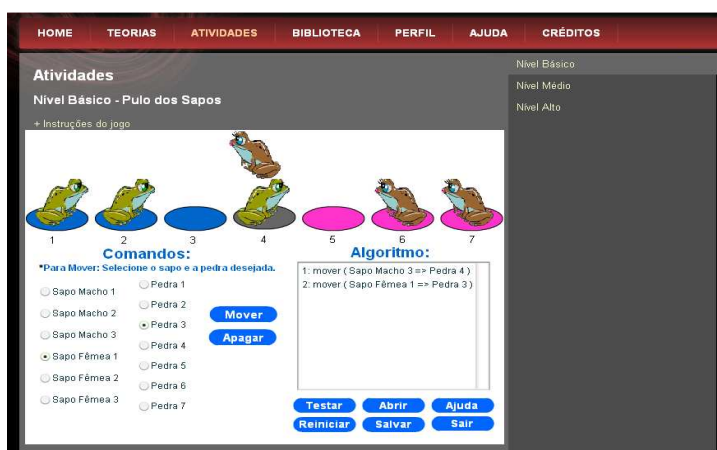 HOME TEORIAS ATIVIDADES BIBLIOTECA PERFIL AJUDA CRÉDITOS
Atividades
Nível Básico - Pulo dos Sapos
+ Instruções do jogo
Nível Básico
Nível Médio
Nível Alto
1 2 3 4 5 6 7
Comandos:
*Para Mover: Selecione o sapo e a pedra desejada.
Sapo Macho 1
Sapo Macho 2
Sapo Macho 3
Sapo Fêmea 1
Sapo Fêmea 2
Sapo Fêmea 3
Pedra 1
Pedra 2
Pedra 3
Pedra 4
Pedra 5
Pedra 6
Pedra 7
Mover
Apagar
Algoritmo:
1: mover ( Sapo Macho 3 => Pedra 4 )
2: mover ( Sapo Fêmea 1 => Pedra 3 )
Testar Abrir Ajuda
Reiniciar Salvar Sair